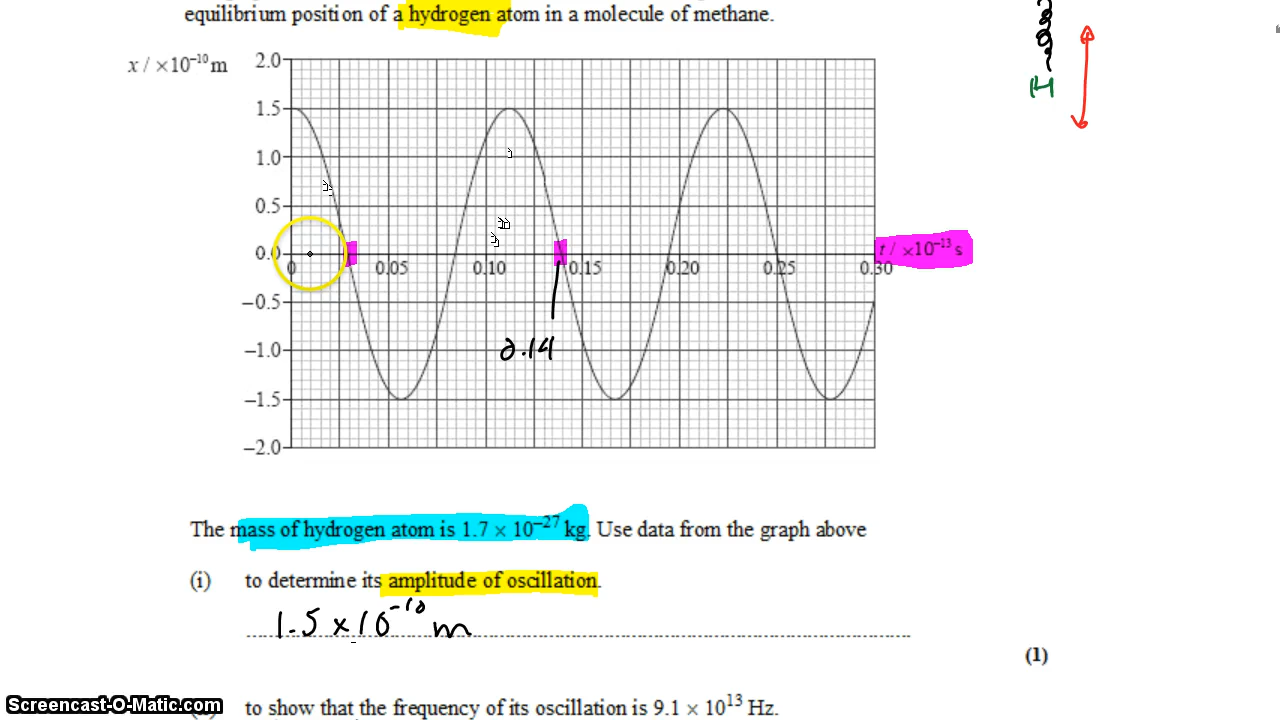 equilibrium position of a hydrogen atom in a molecule of methane.
x / ×10⁻¹⁰ m
2.0
1.5
1.0
0.5
0.0
−0.5
−1.0
−1.5
−2.0
0 0.05 0.10 0.15 0.20 0.25 0.30
t / ×10⁻¹³ s
0.14
H
The mass of hydrogen atom is 1.7 × 10⁻²⁷ kg. Use data from the graph above
(i) to determine its amplitude of oscillation.
1.5 × 10⁻¹⁰ m
(1)
to show that the frequency of its oscillation is 9.1 × 10¹³ Hz.
Screencast-O-Matic.com